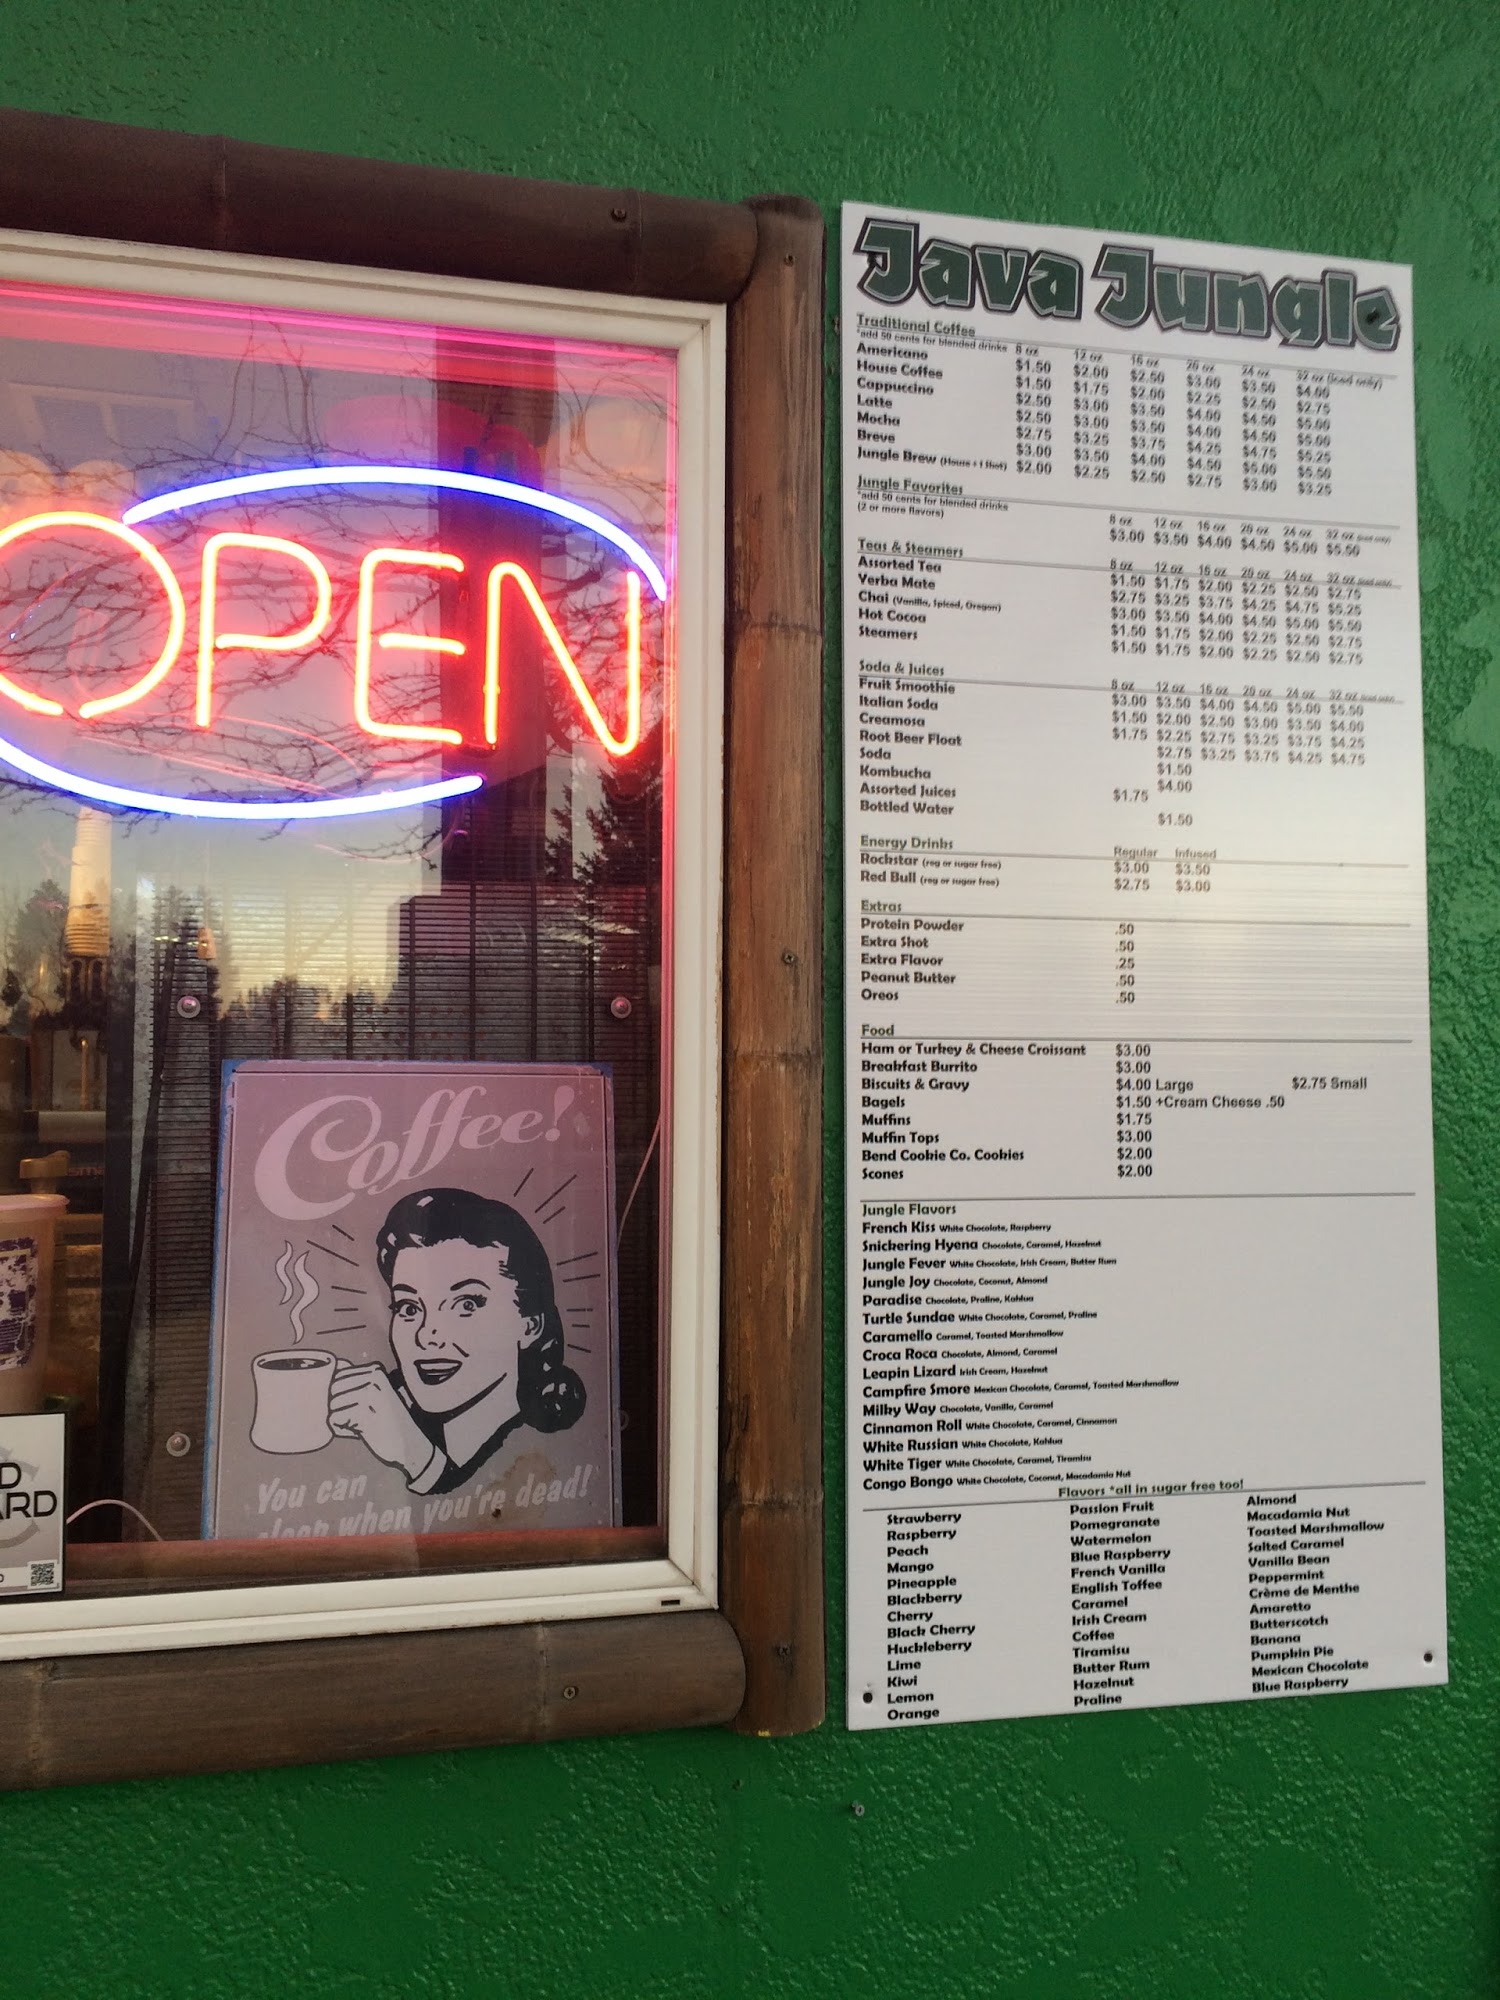 OPEN
Coffee!
You can
sleep when you're dead!
D
ARD
Java Jungle
Traditional Coffee
*add 50 cents for blended drinks 8 oz 12 oz 16 oz 20 oz 24 oz 32 oz (iced only)
Americano $1.50 $2.00 $2.50 $3.00 $3.50 $4.00
House Coffee $1.50 $1.75 $2.00 $2.25 $2.50 $2.75
Cappuccino $2.50 $3.00 $3.50 $4.00 $4.50 $5.00
Latte $2.50 $3.00 $3.50 $4.00 $4.50 $5.00
Mocha $2.75 $3.25 $3.75 $4.25 $4.75 $5.25
Breve $3.00 $3.50 $4.00 $4.50 $5.00 $5.50
Jungle Brew (House + 1 Shot) $2.00 $2.25 $2.50 $2.75 $3.00 $3.25
Jungle Favorites
*add 50 cents for blended drinks
(2 or more flavors) 8 oz 12 oz 16 oz 20 oz 24 oz 32 oz (iced only)
$3.00 $3.50 $4.00 $4.50 $5.00 $5.50
Teas & Steamers 8 oz 12 oz 16 oz 20 oz 24 oz 32 oz (iced only)
Assorted Tea $1.50 $1.75 $2.00 $2.25 $2.50 $2.75
Yerba Mate $2.75 $3.25 $3.75 $4.25 $4.75 $5.25
Chai (Vanilla, Spiced, Oregon) $3.00 $3.50 $4.00 $4.50 $5.00 $5.50
Hot Cocoa $1.50 $1.75 $2.00 $2.25 $2.50 $2.75
Steamers $1.50 $1.75 $2.00 $2.25 $2.50 $2.75
Soda & Juices 8 oz 12 oz 16 oz 20 oz 24 oz 32 oz (iced only)
Fruit Smoothie $3.00 $3.50 $4.00 $4.50 $5.00 $5.50
Italian Soda $1.50 $2.00 $2.50 $3.00 $3.50 $4.00
Creamosa $1.75 $2.25 $2.75 $3.25 $3.75 $4.25
Root Beer Float $2.75 $3.25 $3.75 $4.25 $4.75
Soda $1.50
Kombucha $4.00
Assorted Juices $1.75
Bottled Water $1.50
Energy Drinks Regular Infused
Rockstar (reg or sugar free) $3.00 $3.50
Red Bull (reg or sugar free) $2.75 $3.00
Extras
Protein Powder .50
Extra Shot .50
Extra Flavor .25
Peanut Butter .50
Oreos .50
Food
Ham or Turkey & Cheese Croissant $3.00
Breakfast Burrito $3.00
Biscuits & Gravy $4.00 Large $2.75 Small
Bagels $1.50 +Cream Cheese .50
Muffins $1.75
Muffin Tops $3.00
Bend Cookie Co. Cookies $2.00
Scones $2.00
Jungle Flavors
French Kiss White Chocolate, Raspberry
Snickering Hyena Chocolate, Caramel, Hazelnut
Jungle Fever White Chocolate, Irish Cream, Butter Rum
Jungle Joy Chocolate, Coconut, Almond
Paradise Chocolate, Praline, Kahlua
Turtle Sundae White Chocolate, Caramel, Praline
Caramello Caramel, Toasted Marshmallow
Croca Roca Chocolate, Almond, Caramel
Leapin Lizard Irish Cream, Hazelnut
Campfire Smore Mexican Chocolate, Caramel, Toasted Marshmallow
Milky Way Chocolate, Vanilla, Caramel
Cinnamon Roll White Chocolate, Caramel, Cinnamon
White Russian White Chocolate, Kahlua
White Tiger White Chocolate, Caramel, Tiramisu
Congo Bongo White Chocolate, Coconut, Macadamia Nut
Flavors *all in sugar free too!
Strawberry
Raspberry
Peach
Mango
Pineapple
Blackberry
Cherry
Black Cherry
Huckleberry
Lime
Kiwi
Lemon
Orange
Passion Fruit
Pomegranate
Watermelon
Blue Raspberry
French Vanilla
English Toffee
Caramel
Irish Cream
Coffee
Tiramisu
Butter Rum
Hazelnut
Praline
Almond
Macadamia Nut
Toasted Marshmallow
Salted Caramel
Vanilla Bean
Peppermint
Crème de Menthe
Amaretto
Butterscotch
Banana
Pumpkin Pie
Mexican Chocolate
Blue Raspberry